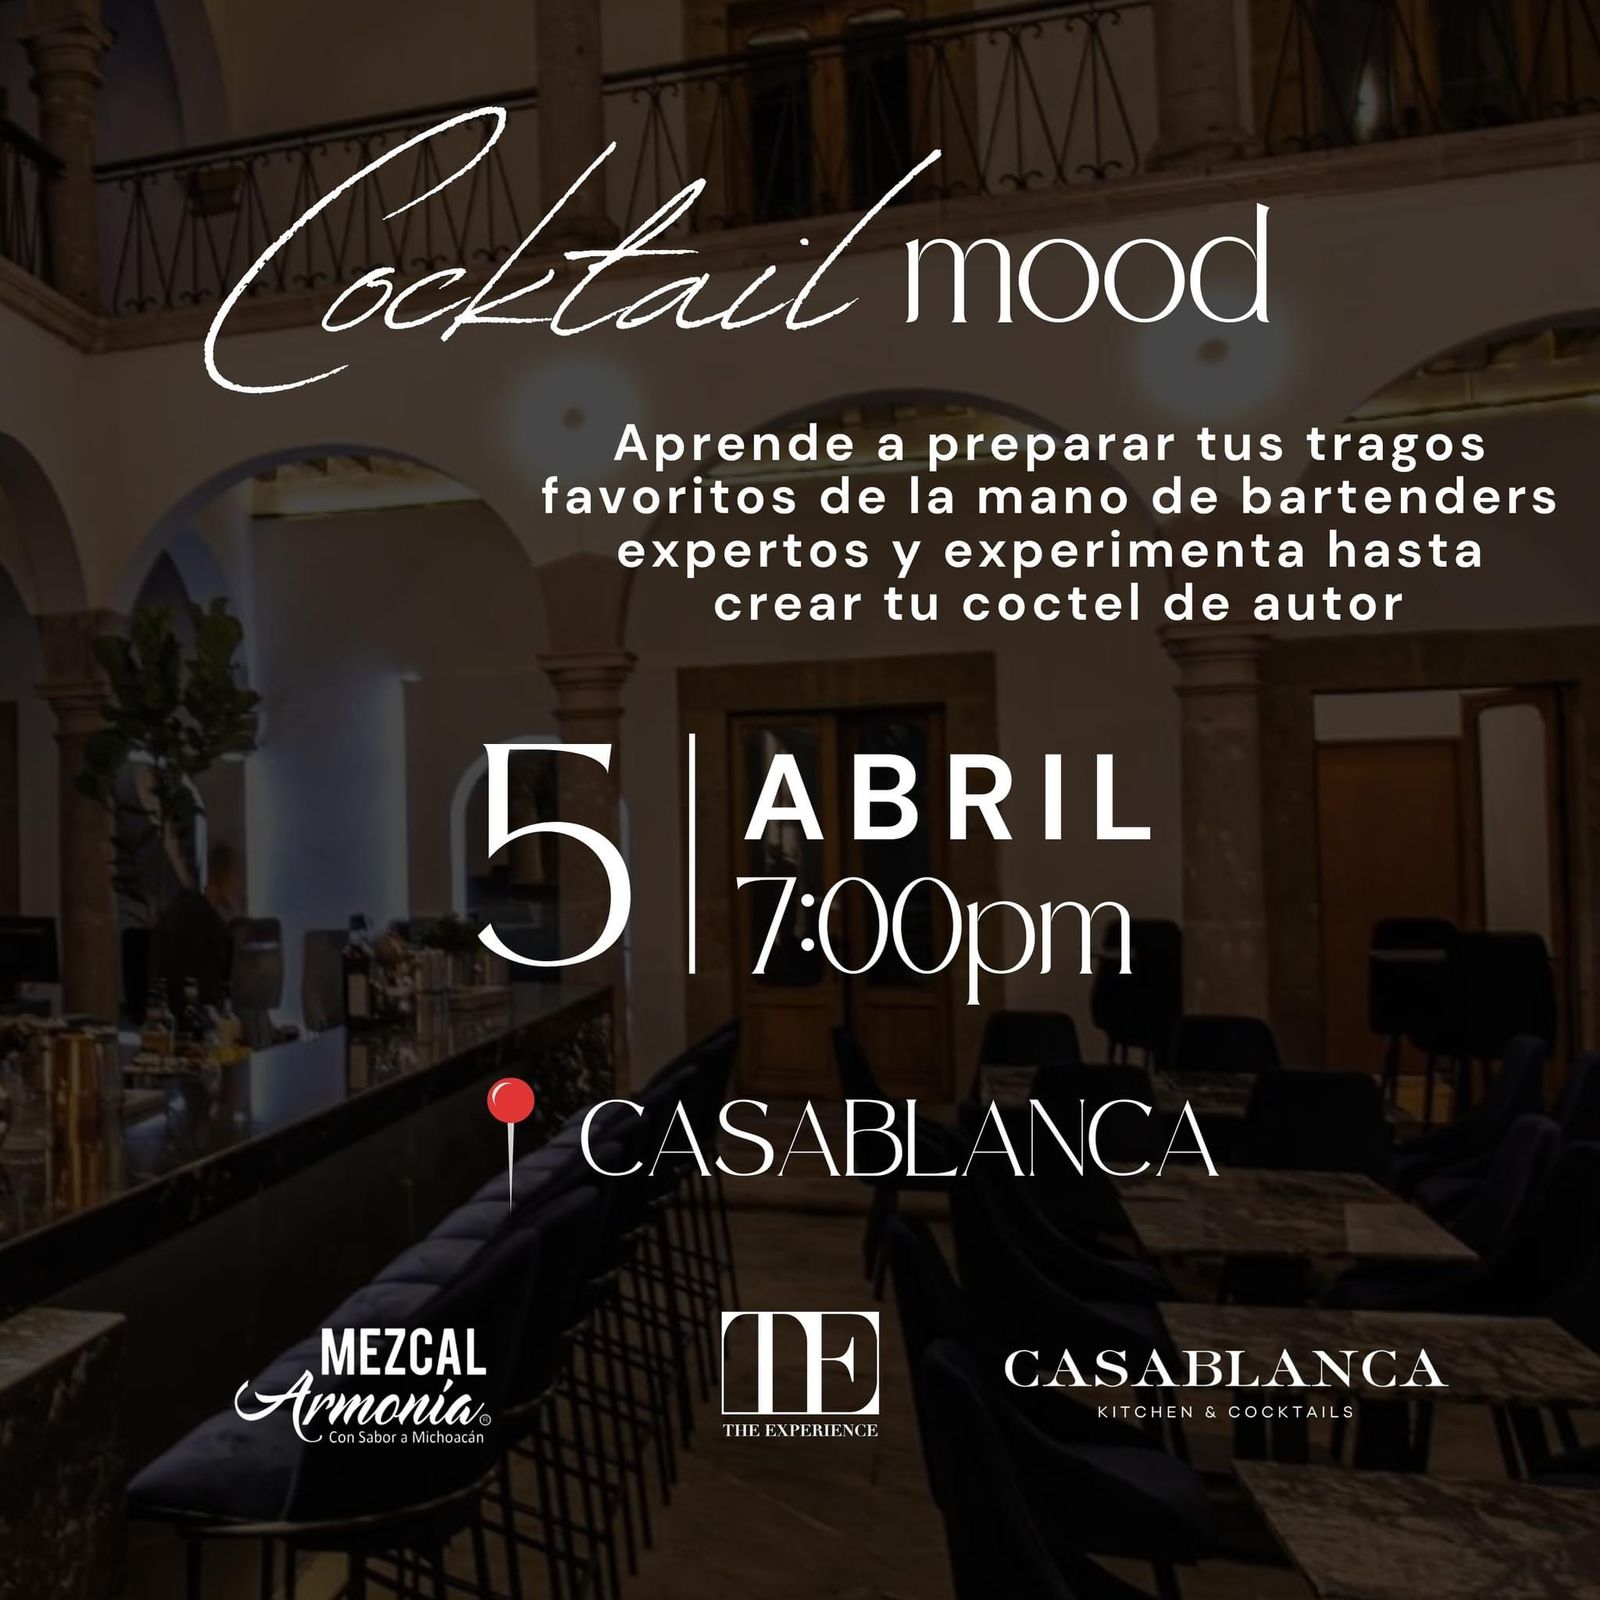 Cocktail mood
Aprende a preparar tus tragos
favoritos de la mano de bartenders
expertos y experimenta hasta
crear tu coctel de autor
5
ABRIL
7:00pm
CASABLANCA
MEZCAL
Armonía®
Con Sabor a Michoacán
TE
THE EXPERIENCE
CASABLANCA
KITCHEN & COCKTAILS